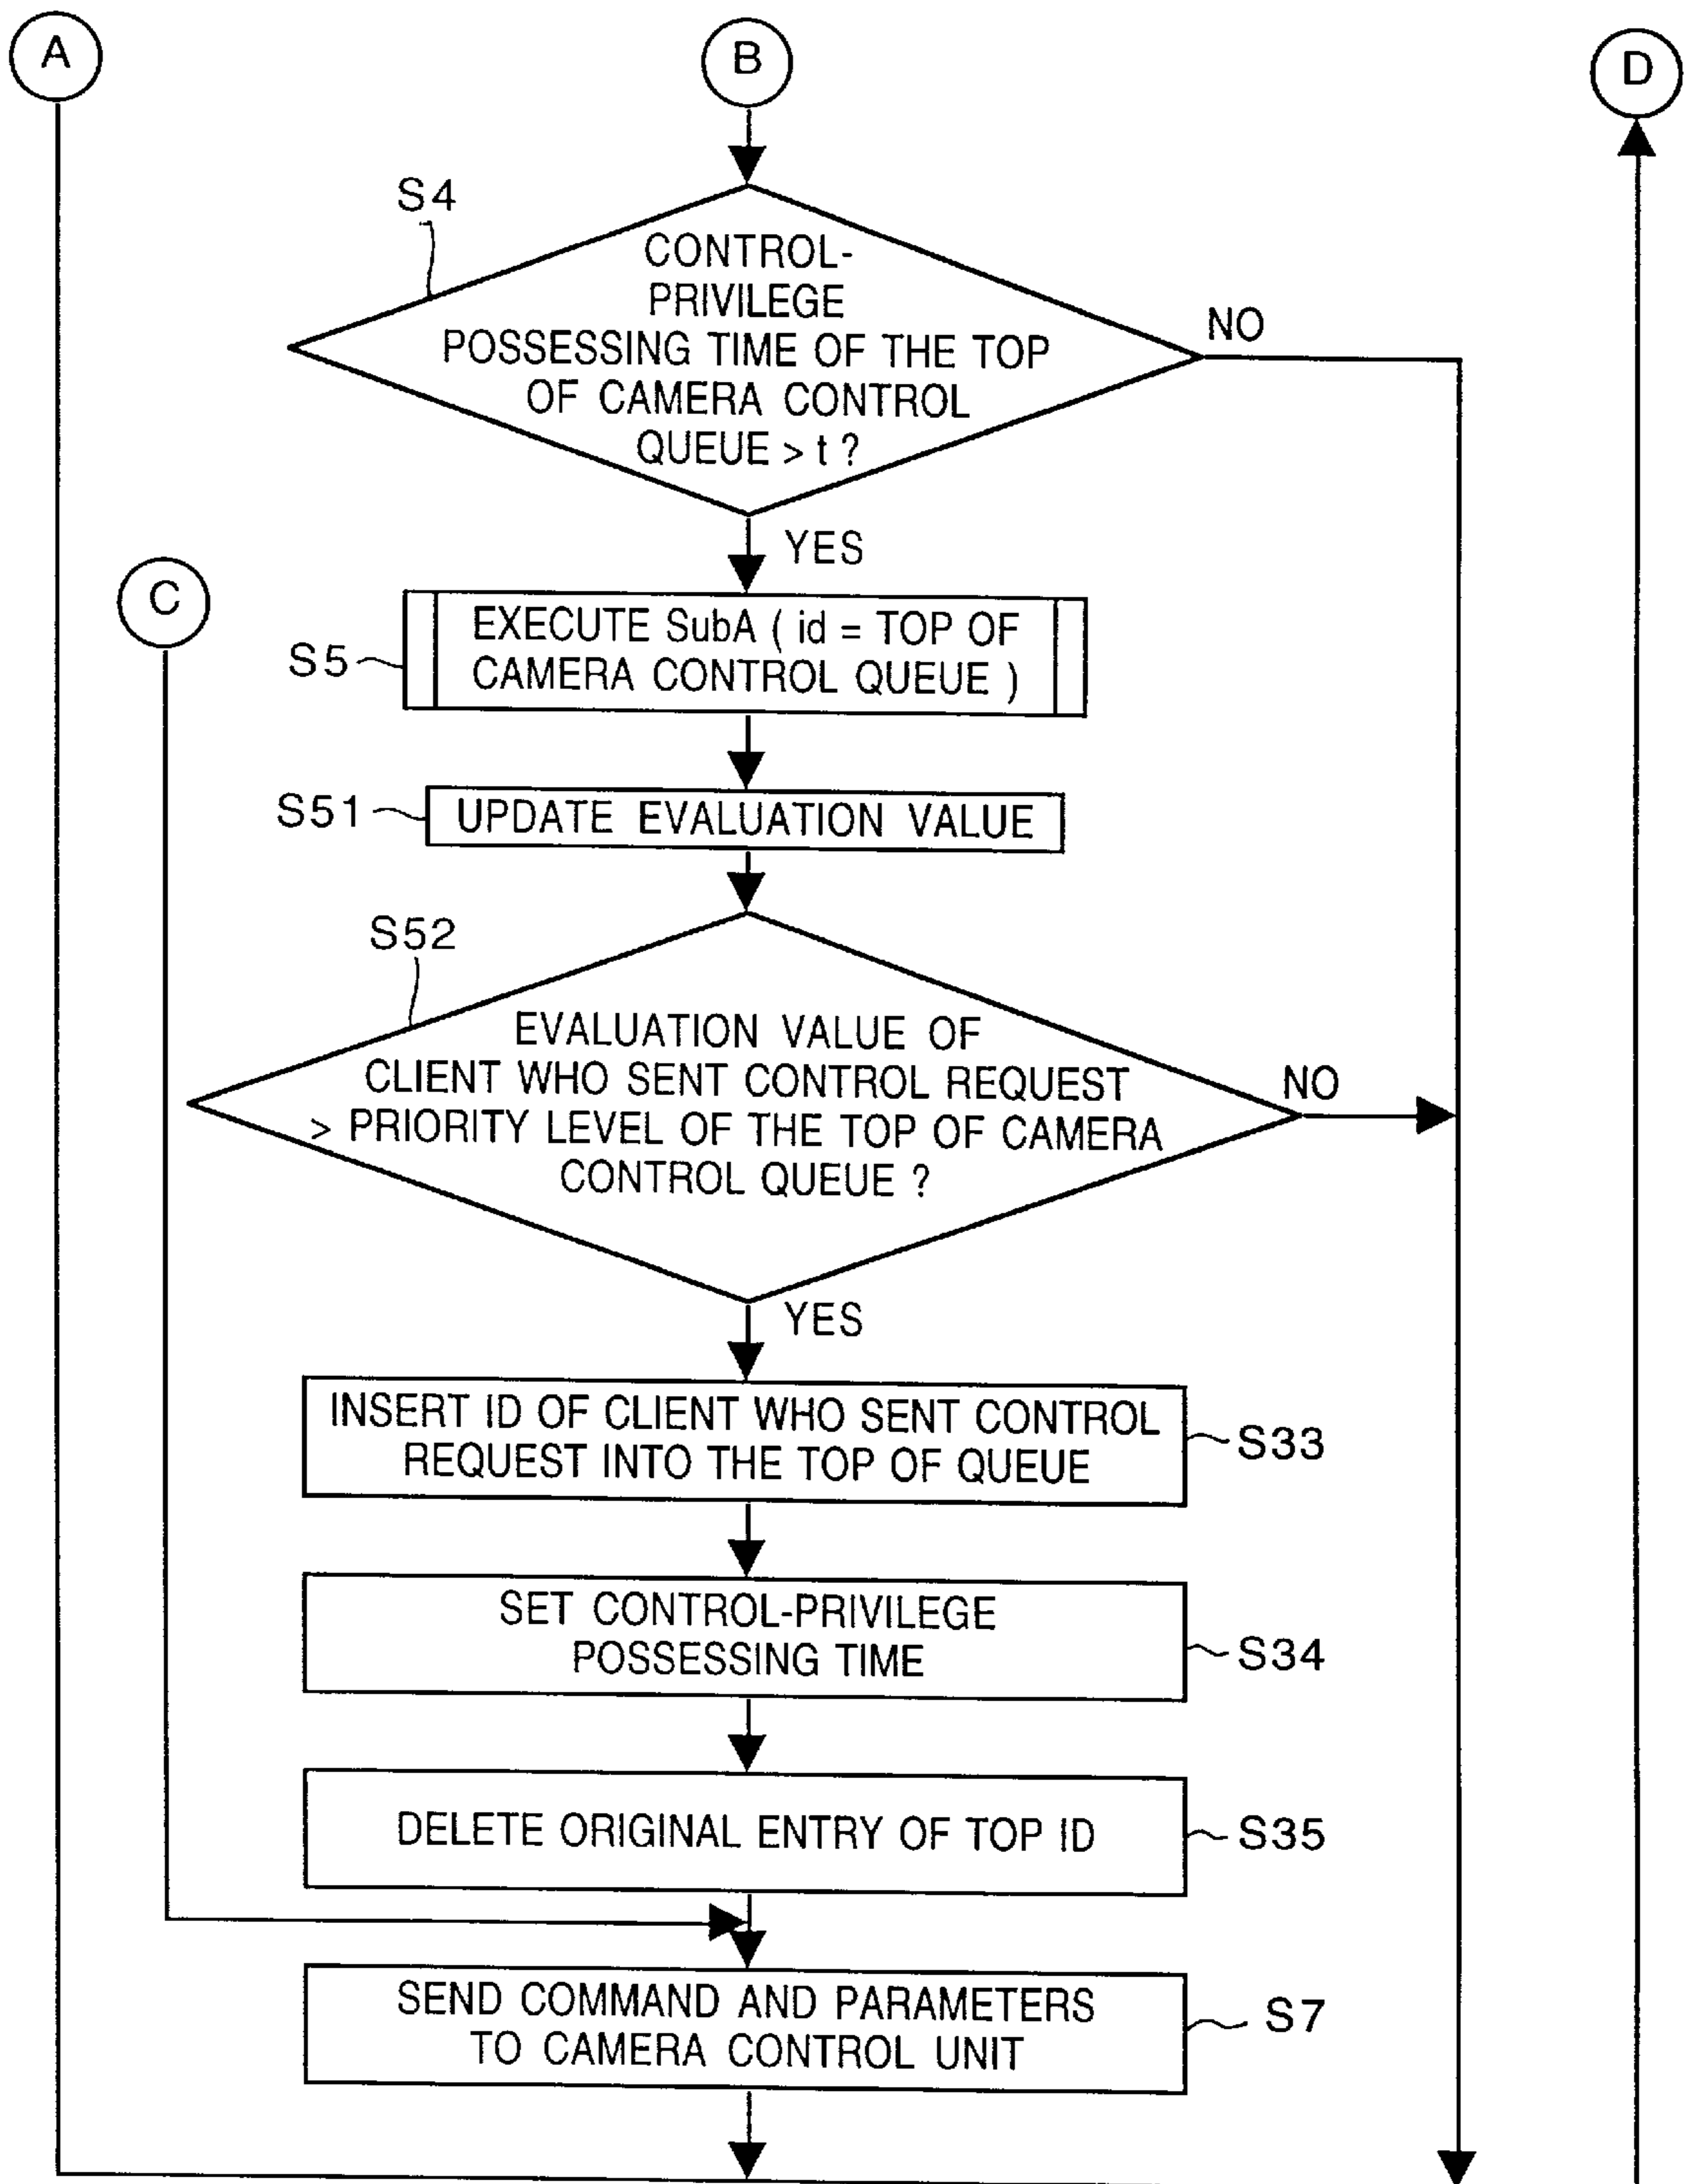 A
B
D
S4
CONTROL-
PRIVILEGE
POSSESSING TIME OF THE TOP
OF CAMERA CONTROL
QUEUE > t ?
NO
YES
C
S5
EXECUTE SubA ( id = TOP OF
CAMERA CONTROL QUEUE )
S51
UPDATE EVALUATION VALUE
S52
EVALUATION VALUE OF
CLIENT WHO SENT CONTROL REQUEST
> PRIORITY LEVEL OF THE TOP OF CAMERA
CONTROL QUEUE ?
NO
YES
INSERT ID OF CLIENT WHO SENT CONTROL
REQUEST INTO THE TOP OF QUEUE
S33
SET CONTROL-PRIVILEGE
POSSESSING TIME
S34
DELETE ORIGINAL ENTRY OF TOP ID
S35
SEND COMMAND AND PARAMETERS
TO CAMERA CONTROL UNIT
S7